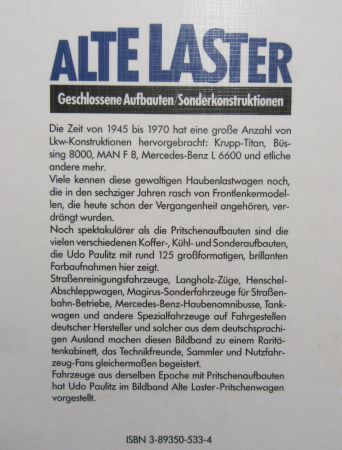 ALTE LASTER
Geschlossene Aufbauten/Sonderkonstruktionen
Die Zeit von 1945 bis 1970 hat eine große Anzahl von
Lkw-Konstruktionen hervorgebracht: Krupp-Titan, Büs-
sing 8000, MAN F 8, Mercedes-Benz L 6600 und etliche
andere mehr.
Viele kennen diese gewaltigen Haubenlastwagen noch,
die in den sechziger Jahren rasch von Frontlenkermodel-
len, die heute schon der Vergangenheit angehören, ver-
drängt wurden.
Noch spektakulärer als die Pritschenaufbauten sind die
vielen verschiedenen Koffer-, Kühl- und Sonderaufbauten,
die Udo Paulitz mit rund 125 großformatigen, brillanten
Farbaufnahmen hier zeigt.
Straßenreinigungsfahrzeuge, Langholz-Züge, Henschel-
Abschleppwagen, Magirus-Sonderfahrzeuge für Straßen-
bahn-Betriebe, Mercedes-Benz-Haubenomnibusse, Tank-
wagen und andere Spezialfahrzeuge auf Fahrgestellen
deutscher Hersteller und solcher aus dem deutschsprachi-
gen Ausland machen diesen Bildband zu einem Rari-
tätenkabinett, das Technikfreunde, Sammler und Nutzfahr-
zeug-Fans gleichermaßen begeistert.
Fahrzeuge aus derselben Epoche mit Pritschenaufbauten
hat Udo Paulitz im Bildband Alte Laster-Pritschenwagen
vorgestellt.
ISBN 3-89350-533-4